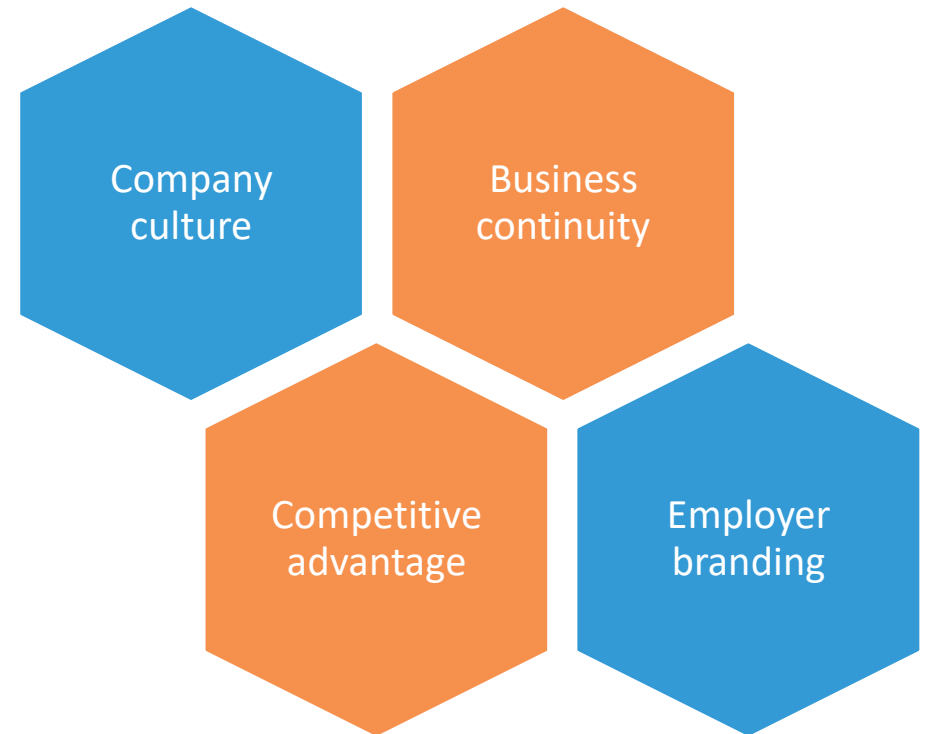 Company
culture
Business
continuity
Competitive
advantage
Employer
branding